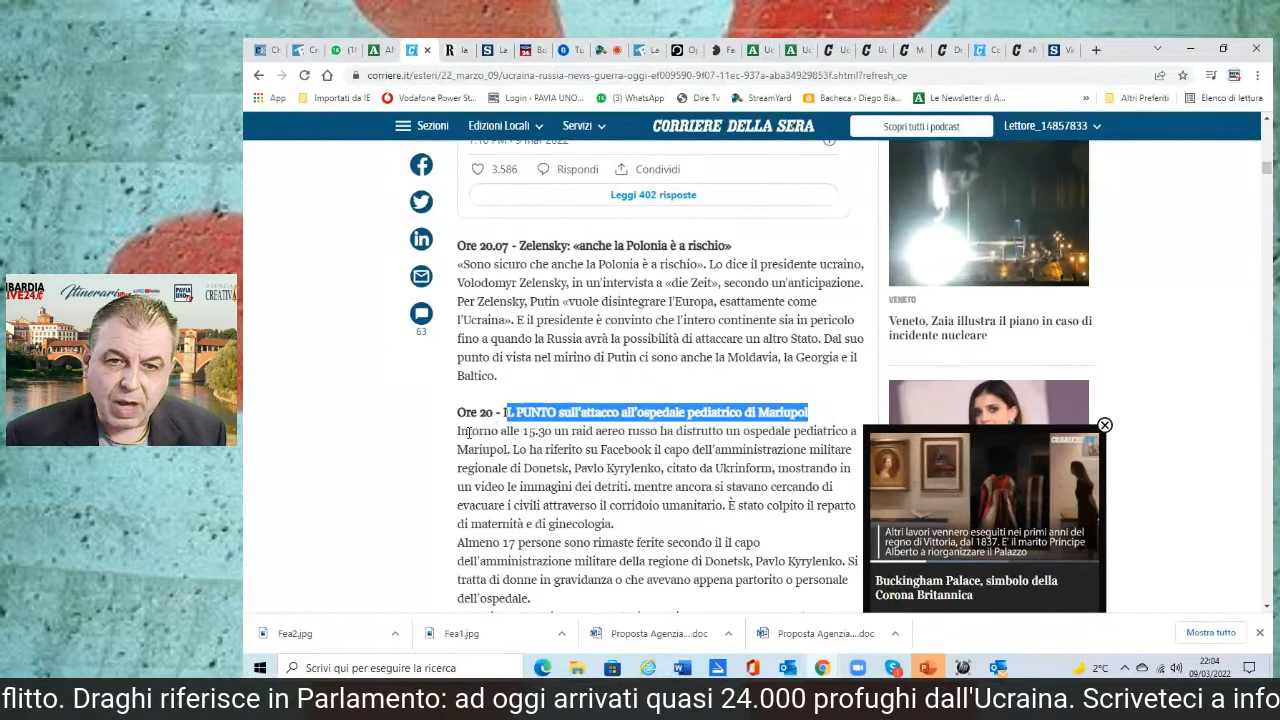 corriere.it/esteri/22_marzo_09/ucraina-russia-news-guerra-oggi-ef009590-9f07-11ec-937a-aba34929853f.shtml?refresh_ce
App
Importati da IE
Vodafone Power St...
Login ‹ PAVIA UNO...
(3) WhatsApp
Dire Tv
StreamYard
Bacheca – Diego Bia...
Le Newsletter di A...
»
Altri Preferiti
Elenco di lettura
Sezioni
Edizioni Locali
Servizi
CORRIERE DELLA SERA
Scopri tutti i podcast
Lettore_14857833
3.586
Rispondi
Condividi
Leggi 402 risposte
63
Ore 20.07 - Zelensky: «anche la Polonia è a rischio»
«Sono sicuro che anche la Polonia è a rischio». Lo dice il presidente ucraino,
Volodomyr Zelensky, in un'intervista a «die Zeit», secondo un'anticipazione.
Per Zelensky, Putin «vuole disintegrare l'Europa, esattamente come
l'Ucraina». E il presidente è convinto che l'intero continente sia in pericolo
fino a quando la Russia avrà la possibilità di attaccare un altro Stato. Dal suo
punto di vista nel mirino di Putin ci sono anche la Moldavia, la Georgia e il
Baltico.
Ore 20 - IL PUNTO sull'attacco all'ospedale pediatrico di Mariupol
Intorno alle 15.30 un raid aereo russo ha distrutto un ospedale pediatrico a
Mariupol. Lo ha riferito su Facebook il capo dell'amministrazione militare
regionale di Donetsk, Pavlo Kyrylenko, citato da Ukrinform, mostrando in
un video le immagini dei detriti. mentre ancora si stavano cercando di
evacuare i civili attraverso il corridoio umanitario. È stato colpito il reparto
di maternità e di ginecologia.
Almeno 17 persone sono rimaste ferite secondo il il capo
dell'amministrazione militare della regione di Donetsk, Pavlo Kyrylenko. Si
tratta di donne in gravidanza o che avevano appena partorito o personale
dell'ospedale.
VENETO
Veneto, Zaia illustra il piano in caso di
incidente nucleare
Altri lavori vennero eseguiti nei primi anni del
regno di Vittoria, dal 1837. E' il marito Principe
Alberto a riorganizzare il Palazzo
Buckingham Palace, simbolo della
Corona Britannica
Itinerari
PAVIA
UNO
AGENZIA
CREATIVA
Fea2.jpg
Fea1.jpg
Proposta Agenzia....doc
Proposta Agenzia....doc
Mostra tutto
Scrivi qui per eseguire la ricerca
2°C
22:04
09/03/2022
flitto. Draghi riferisce in Parlamento: ad oggi arrivati quasi 24.000 profughi dall'Ucraina. Scriveteci a info